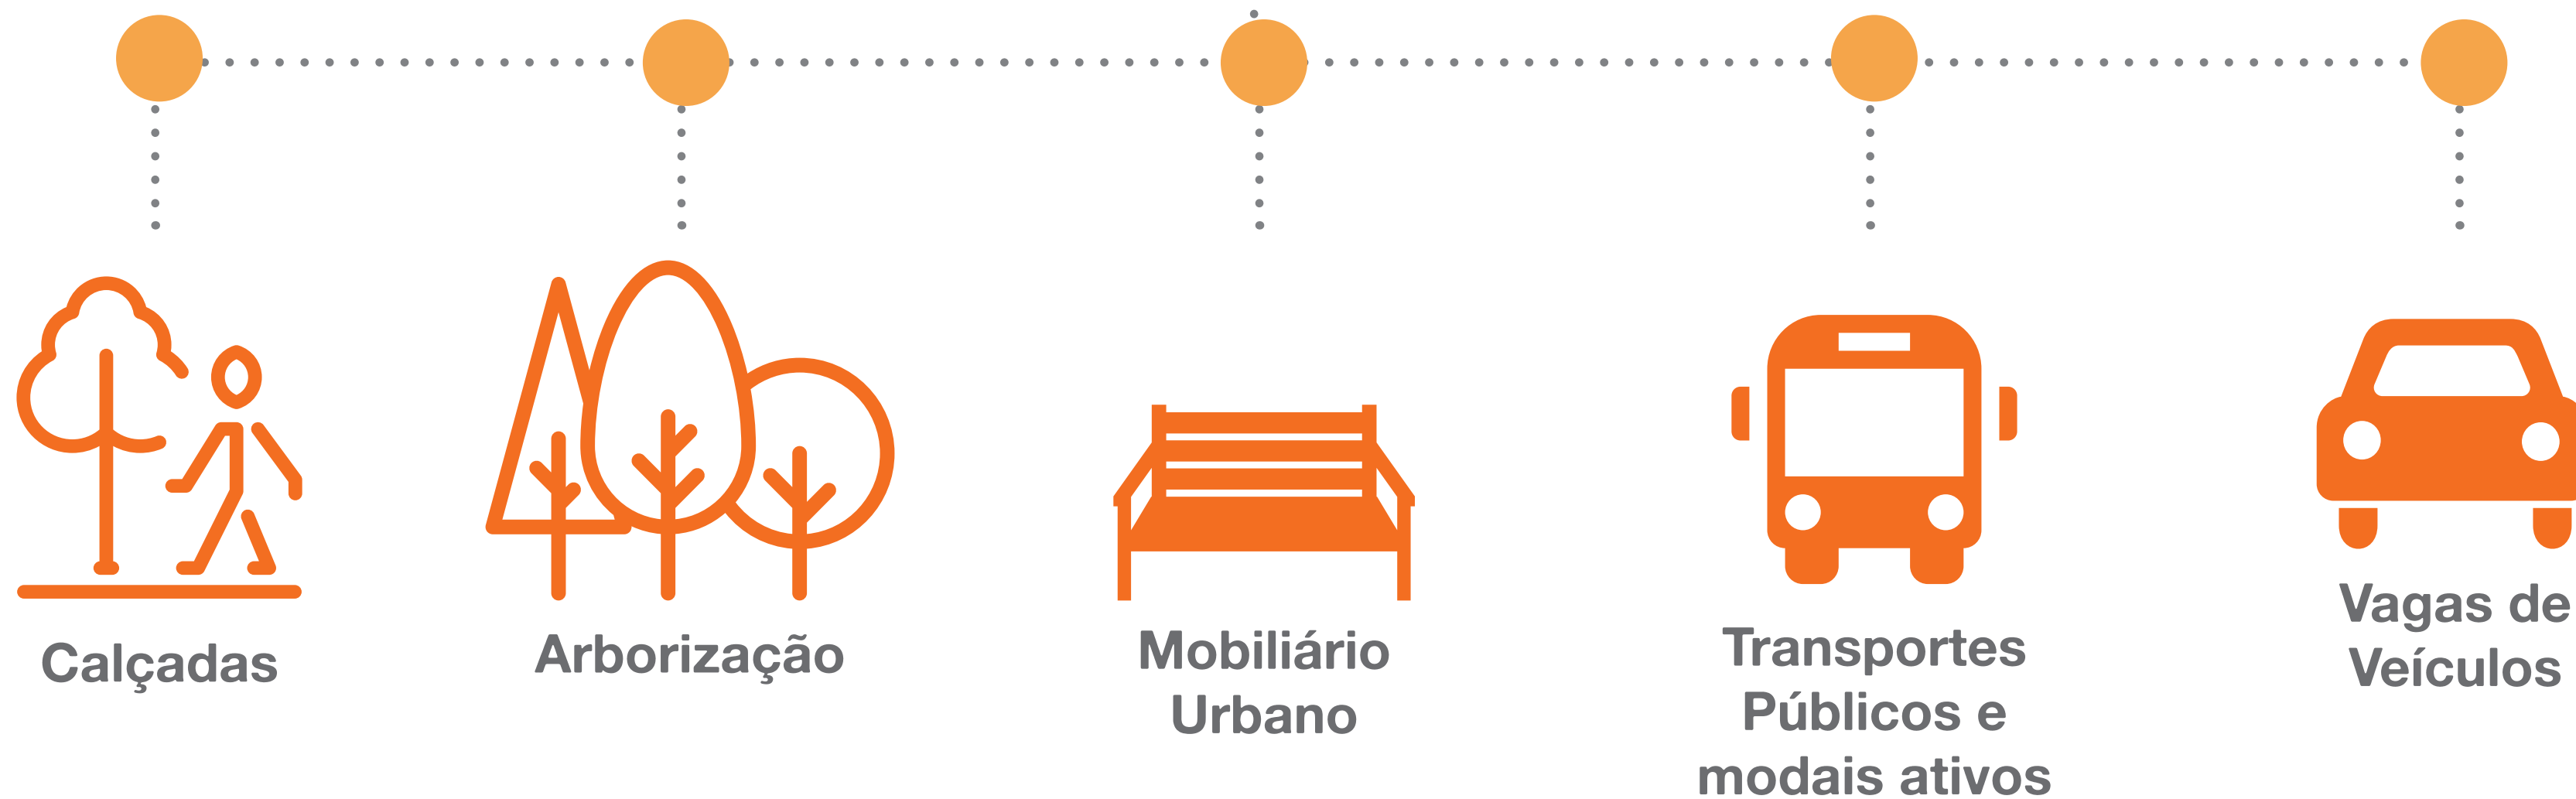 Calçadas
Arborização
Mobiliário
Urbano
Transportes
Públicos e
modais ativos
Vagas de
Veículos